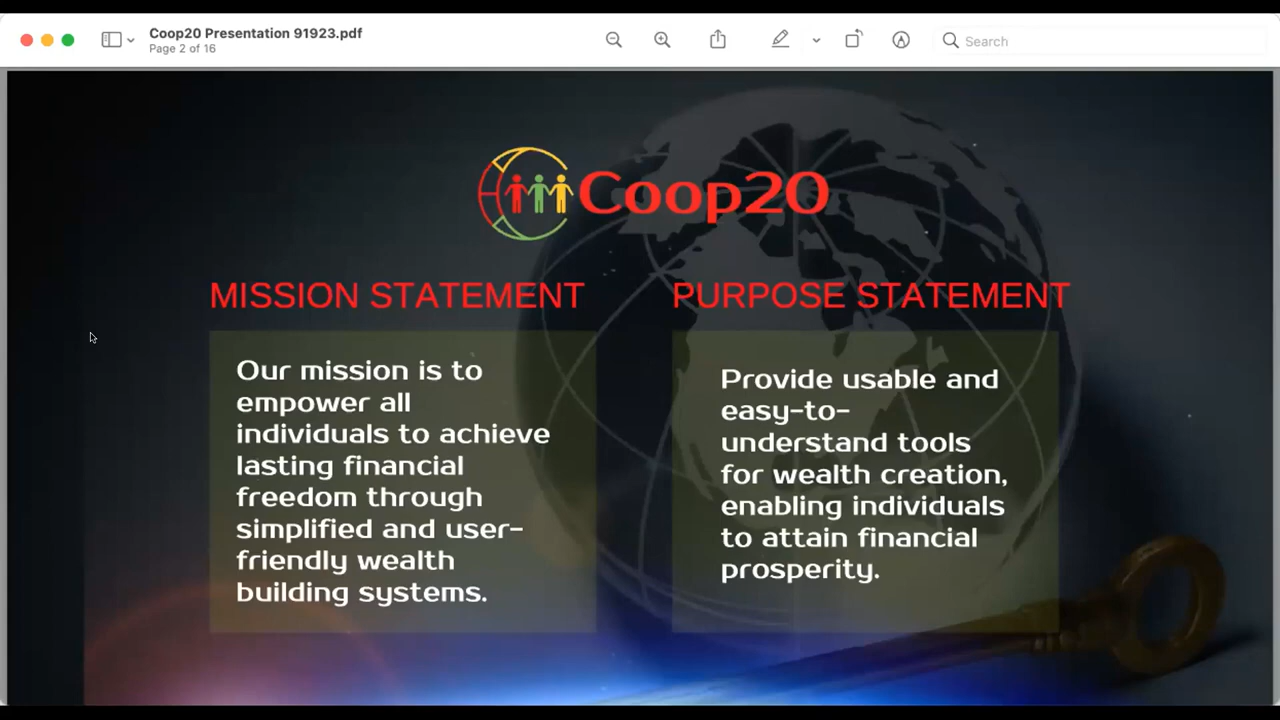 Coop20 Presentation 91923.pdf
Page 2 of 16
Search
Coop20
MISSION STATEMENT
Our mission is to
empower all
individuals to achieve
lasting financial
freedom through
simplified and user-
friendly wealth
building systems.
PURPOSE STATEMENT
Provide usable and
easy-to-
understand tools
for wealth creation,
enabling individuals
to attain financial
prosperity.